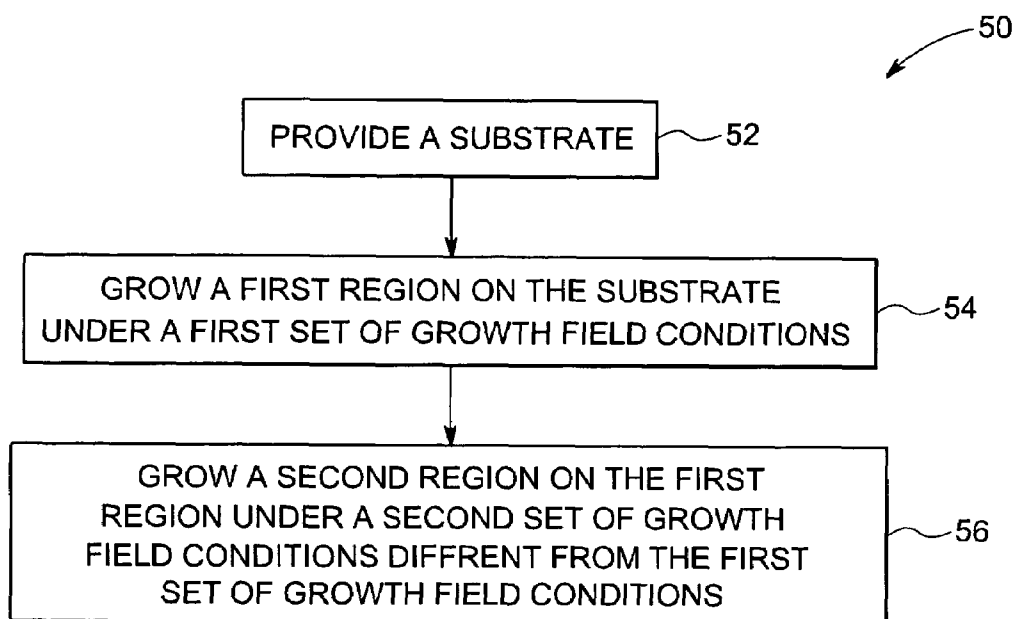 50
PROVIDE A SUBSTRATE
52
GROW A FIRST REGION ON THE SUBSTRATE
UNDER A FIRST SET OF GROWTH FIELD CONDITIONS
54
GROW A SECOND REGION ON THE FIRST
REGION UNDER A SECOND SET OF GROWTH
FIELD CONDITIONS DIFFRENT FROM THE FIRST
SET OF GROWTH FIELD CONDITIONS
56